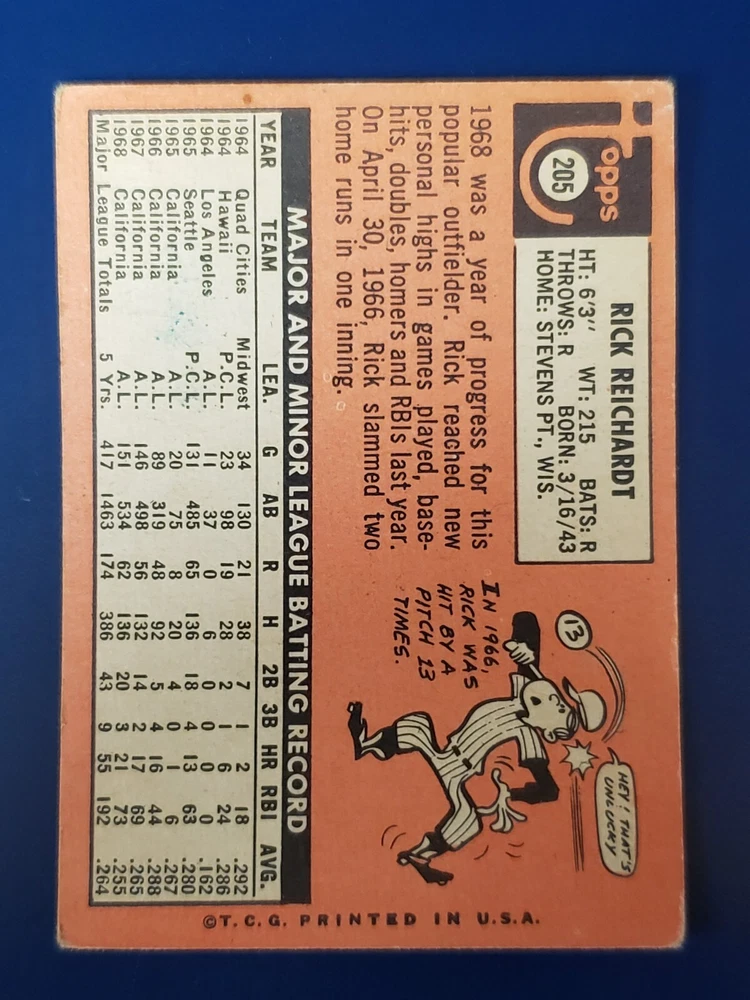 Topps
205
RICK REICHARDT
HT: 6'3" WT: 215 BATS: R
THROWS: R BORN: 3/16/43
HOME: STEVENS PT., WIS.
1968 was a year of progress for this
popular outfielder. Rick reached new
personal highs in games played, base-
hits, doubles, homers and RBIs last year.
On April 30, 1966, Rick slammed two
home runs in one inning.
IN 1966,
RICK WAS
HIT BY A
PITCH 13
TIMES.
13
HEY! THAT'S
UNLUCKY
MAJOR AND MINOR LEAGUE BATTING RECORD
YEAR TEAM LEA. G AB R H 2B 3B HR RBI AVG.
1964 Quad Cities Midwest 34 130 21 38 7 1 2 18 .292
1964 Hawaii P.C.L. 23 98 19 28 2 1 6 24 .286
1964 Los Angeles A.L. 11 37 0 6 0 0 0 0 .162
1965 Seattle P.C.L. 131 485 65 136 18 4 13 63 .280
1965 California A.L. 20 75 8 20 4 0 1 6 .267
1966 California A.L. 89 319 48 92 5 4 16 44 .288
1967 California A.L. 146 498 56 132 14 2 17 69 .265
1968 California A.L. 151 534 62 136 20 3 21 73 .255
Major League Totals 5 Yrs. 417 1463 174 386 43 9 55 192 .264
©T.C.G. PRINTED IN U.S.A.